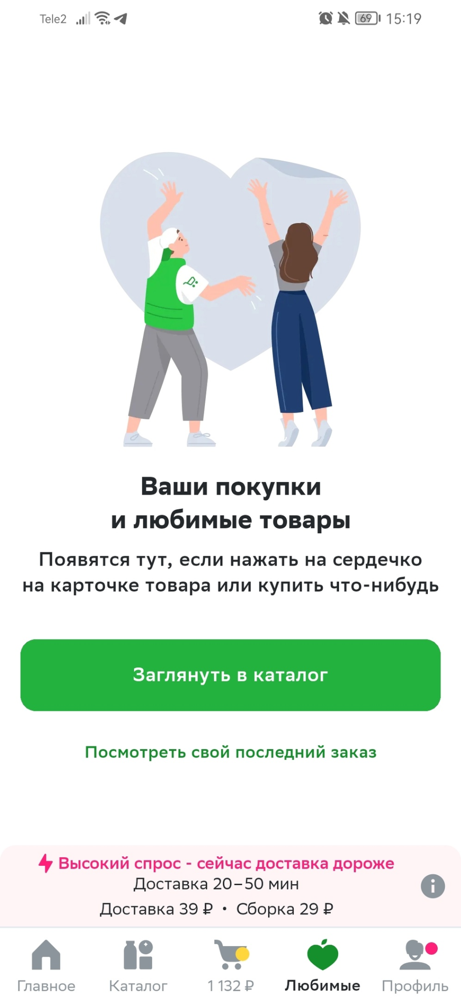 Tele2 69 15:19
Ваши покупки
и любимые товары
Появятся тут, если нажать на сердечко
на карточке товара или купить что-нибудь
Заглянуть в каталог
Посмотреть свой последний заказ
Высокий спрос - сейчас доставка дороже
Доставка 20–50 мин
Доставка 39 ₽ • Сборка 29 ₽
Главное Каталог 1 132 ₽ Любимые Профиль